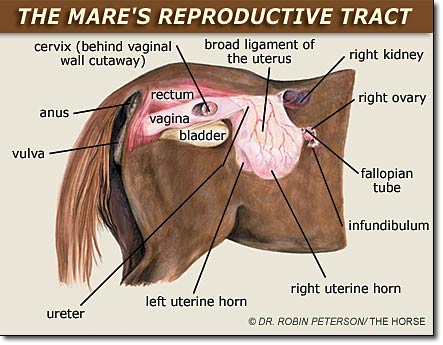 THE MARE'S REPRODUCTIVE TRACT
cervix (behind vaginal
wall cutaway)
broad ligament of
the uterus
right kidney
rectum
anus
vagina
right ovary
bladder
vulva
fallopian
tube
infundibulum
ureter
left uterine horn
right uterine horn
© DR. ROBIN PETERSON/ THE HORSE